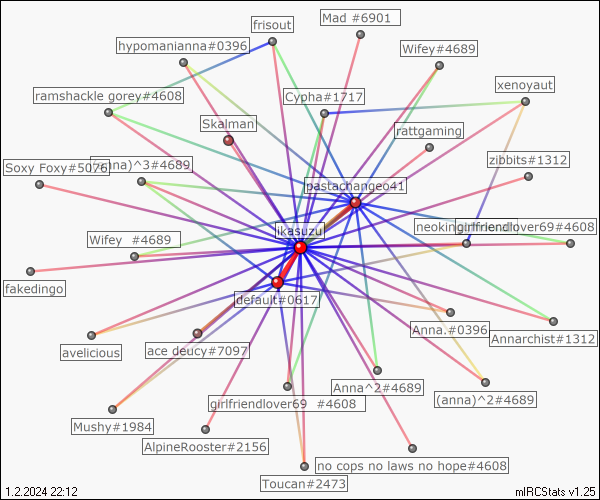 Mad #6901
frisout
hypomanianna#0396
Wifey#4689
xenoyaut
ramshackle gorey#4608
Cypha#1717
Skalman
rattgaming
zibbits#1312
Soxy Foxy#5076
(anna)^3#4689
pastachangeo41
likasuzu
girlfriendlover69#4608
Wifey #4689
fakedingo
default#0617
Anna.#0396
Annarchist#1312
avelicious
ace deucy#7097
Anna^2#4689
(anna)^2#4689
girlfriendlover69 #4608
Mushy#1984
AlpineRooster#2156
no cops no laws no hope#4608
Toucan#2473
1.2.2024 22:12
mIRCStats v1.25